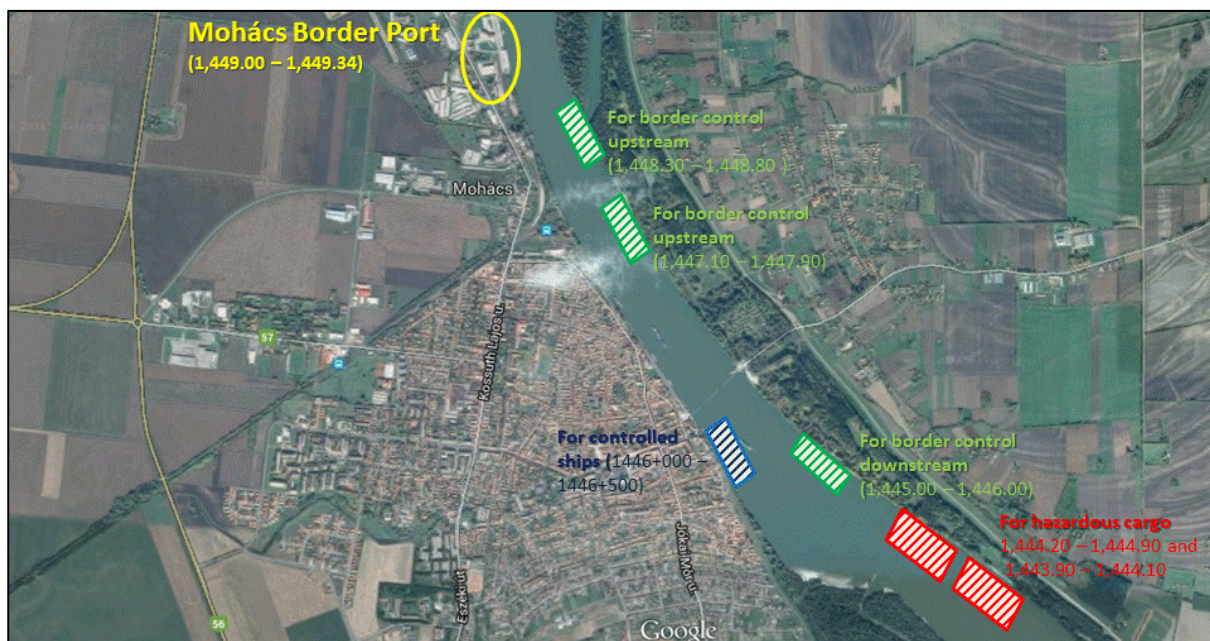 Mohács Border Port
(1,449.00 – 1,449.34)
For border control
upstream
(1,448.30 – 1,448.80 )
Mohács
For border control
upstream
(1,447.10 – 1,447.90)
57
Kossuth Lajos u.
For controlled
ships (1446+000 –
1446+500)
For border control
downstream
(1,445.00 – 1,446.00)
For hazardous cargo
1,444.20 – 1,444.90 and
1,443.90 – 1,444.10
Jókai Mór u.
Eszéki út
56
Google